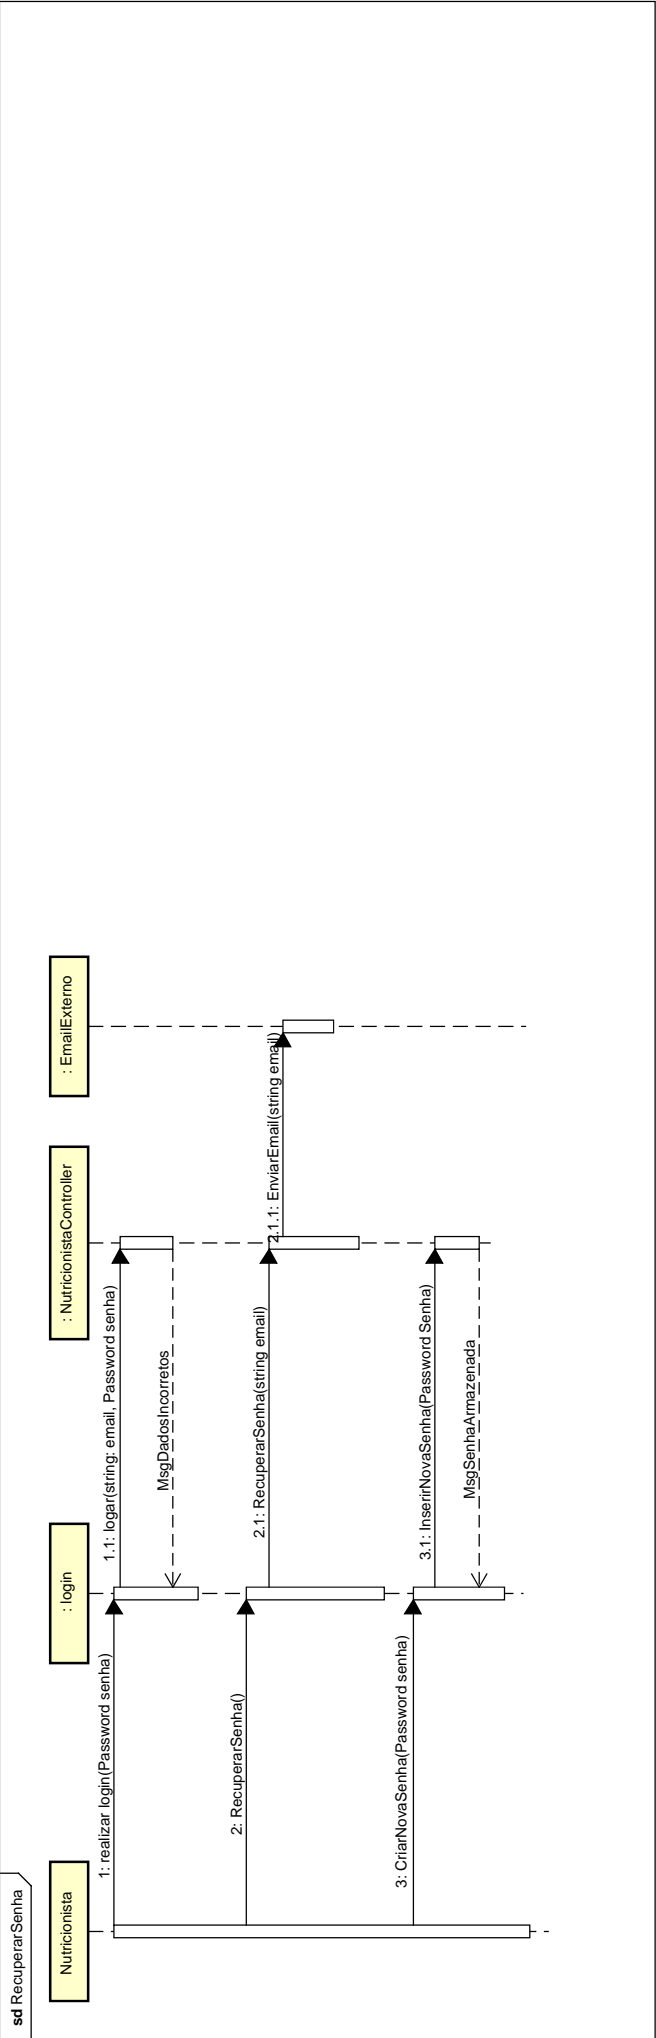 sd RecuperarSenha
Nutricionista
: login
: NutricionistaController
: EmailExterno
1: realizar login(Password senha)
1.1: logar(string: email, Password senha)
MsgDadosIncorretos
2: RecuperarSenha()
2.1: RecuperarSenha(string email)
2.1.1: EnviarEmail(string email)
3: CriarNovaSenha(Password senha)
3.1: InserirNovaSenha(Password Senha)
MsgSenhaArmazenada